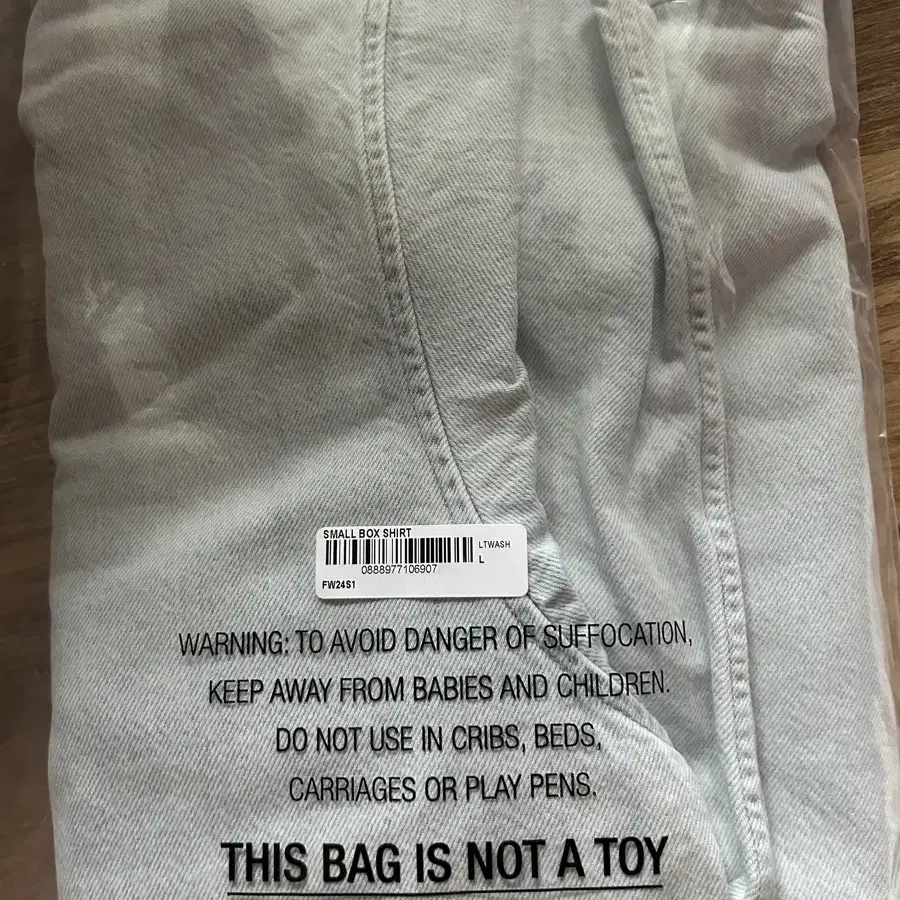 SMALL BOX SHIRT
LTWASH
L
0888977106907
FW24S1
WARNING: TO AVOID DANGER OF SUFFOCATION,
KEEP AWAY FROM BABIES AND CHILDREN.
DO NOT USE IN CRIBS, BEDS,
CARRIAGES OR PLAY PENS.
THIS BAG IS NOT A TOY